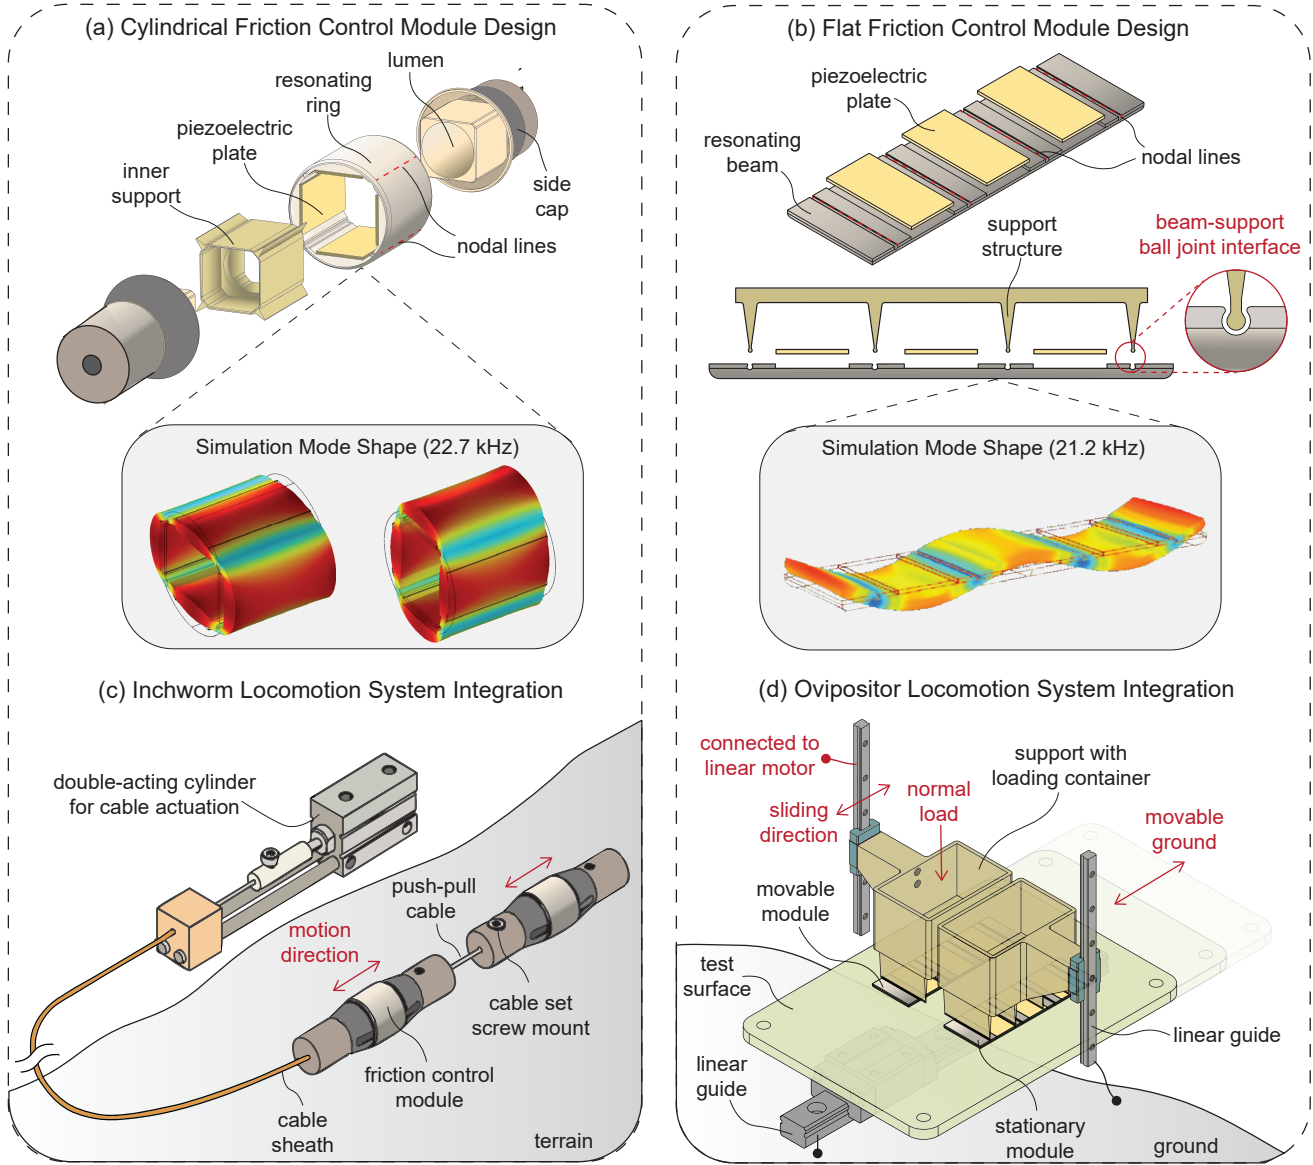 (a) Cylindrical Friction Control Module Design
lumen
resonating
ring
piezoelectric
plate
inner
support
side
cap
nodal lines
Simulation Mode Shape (22.7 kHz)
(b) Flat Friction Control Module Design
piezoelectric
plate
resonating
beam
nodal lines
support
structure
beam-support
ball joint interface
Simulation Mode Shape (21.2 kHz)
(c) Inchworm Locomotion System Integration
double-acting cylinder
for cable actuation
push-pull
cable
motion
direction
cable set
screw mount
friction control
module
cable
sheath
terrain
(d) Ovipositor Locomotion System Integration
connected to
linear motor
support with
loading container
normal
load
sliding
direction
movable
ground
movable
module
test
surface
linear guide
linear
guide
stationary
module
ground